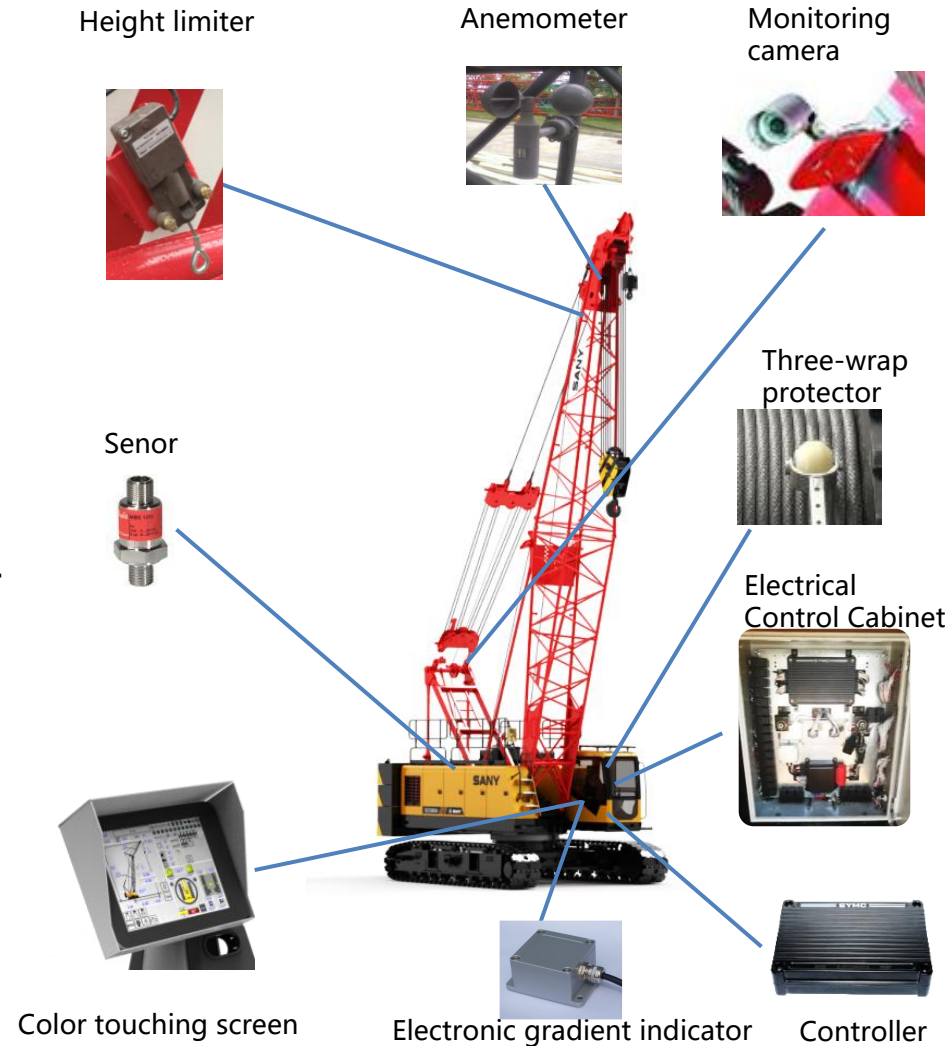 Height limiter
Anemometer
Monitoring
camera
SANY
Three-wrap
protector
Senor
Electrical
Control Cabinet
SANY
SYMC
Color touching screen
Electronic gradient indicator
Controller